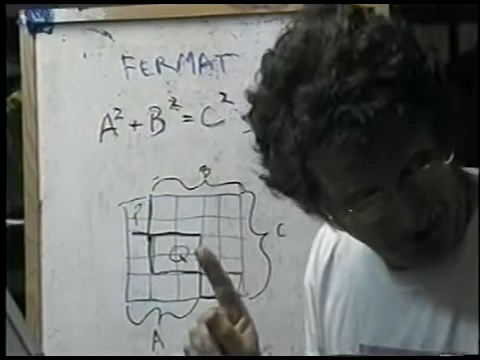 FERMAT
A² + B² = C²
B
P
C
Q
A